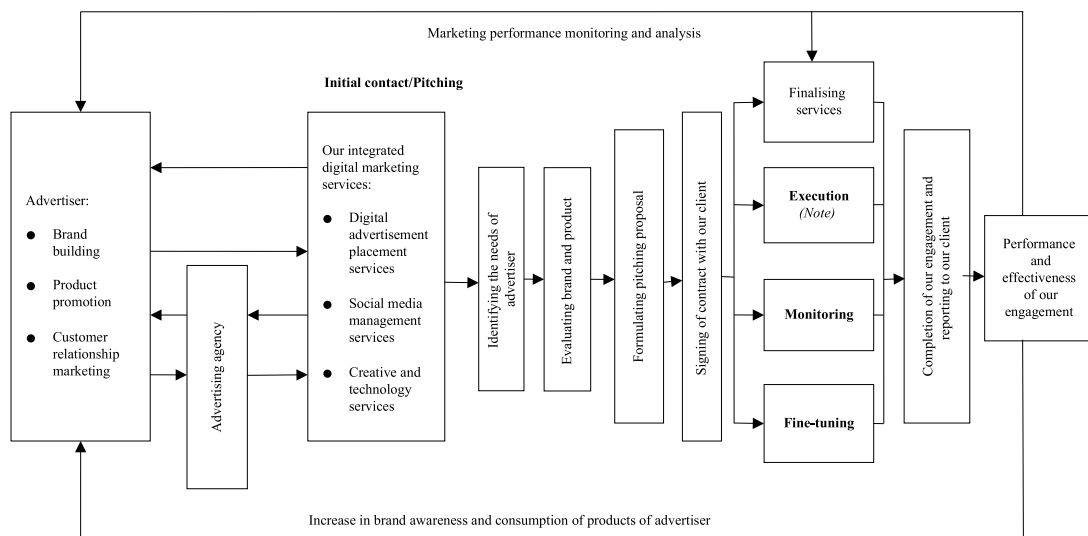 Marketing performance monitoring and analysis
Initial contact/Pitching
Advertiser:
● Brand
building
● Product
promotion
● Customer
relationship
marketing
Advertising agency
Our integrated
digital marketing
services:
● Digital
advertisement
placement
services
● Social media
management
services
● Creative and
technology
services
Identifying the needs of
advertiser
Evaluating brand and product
Formulating pitching proposal
Signing of contract with our client
Finalising
services
Execution
(Note)
Monitoring
Fine-tuning
Completion of our engagement and
reporting to our client
Performance
and
effectiveness
of our
engagement
Increase in brand awareness and consumption of products of advertiser